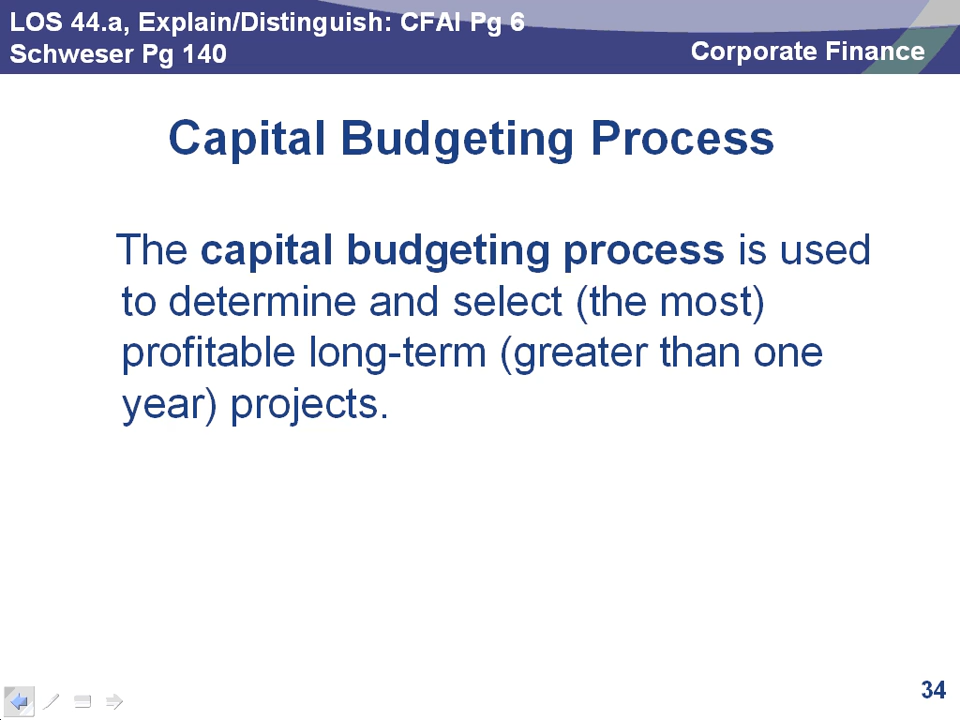 LOS 44.a, Explain/Distinguish: CFAI Pg 6
Schweser Pg 140
Corporate Finance
Capital Budgeting Process
The capital budgeting process is used
to determine and select (the most)
profitable long-term (greater than one
year) projects.
34